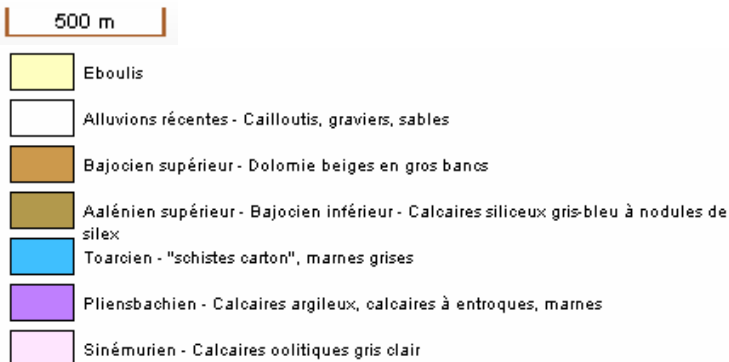 500 m
Eboulis
Alluvions récentes - Cailloutis, graviers, sables
Bajocien supérieur - Dolomie beiges en gros bancs
Aalénien supérieur - Bajocien inférieur - Calcaires siliceux gris-bleu à nodules de
silex
Toarcien - "schistes carton", marnes grises
Pliensbachien - Calcaires argileux, calcaires à entroques, marnes
Sinémurien - Calcaires oolitiques gris clair